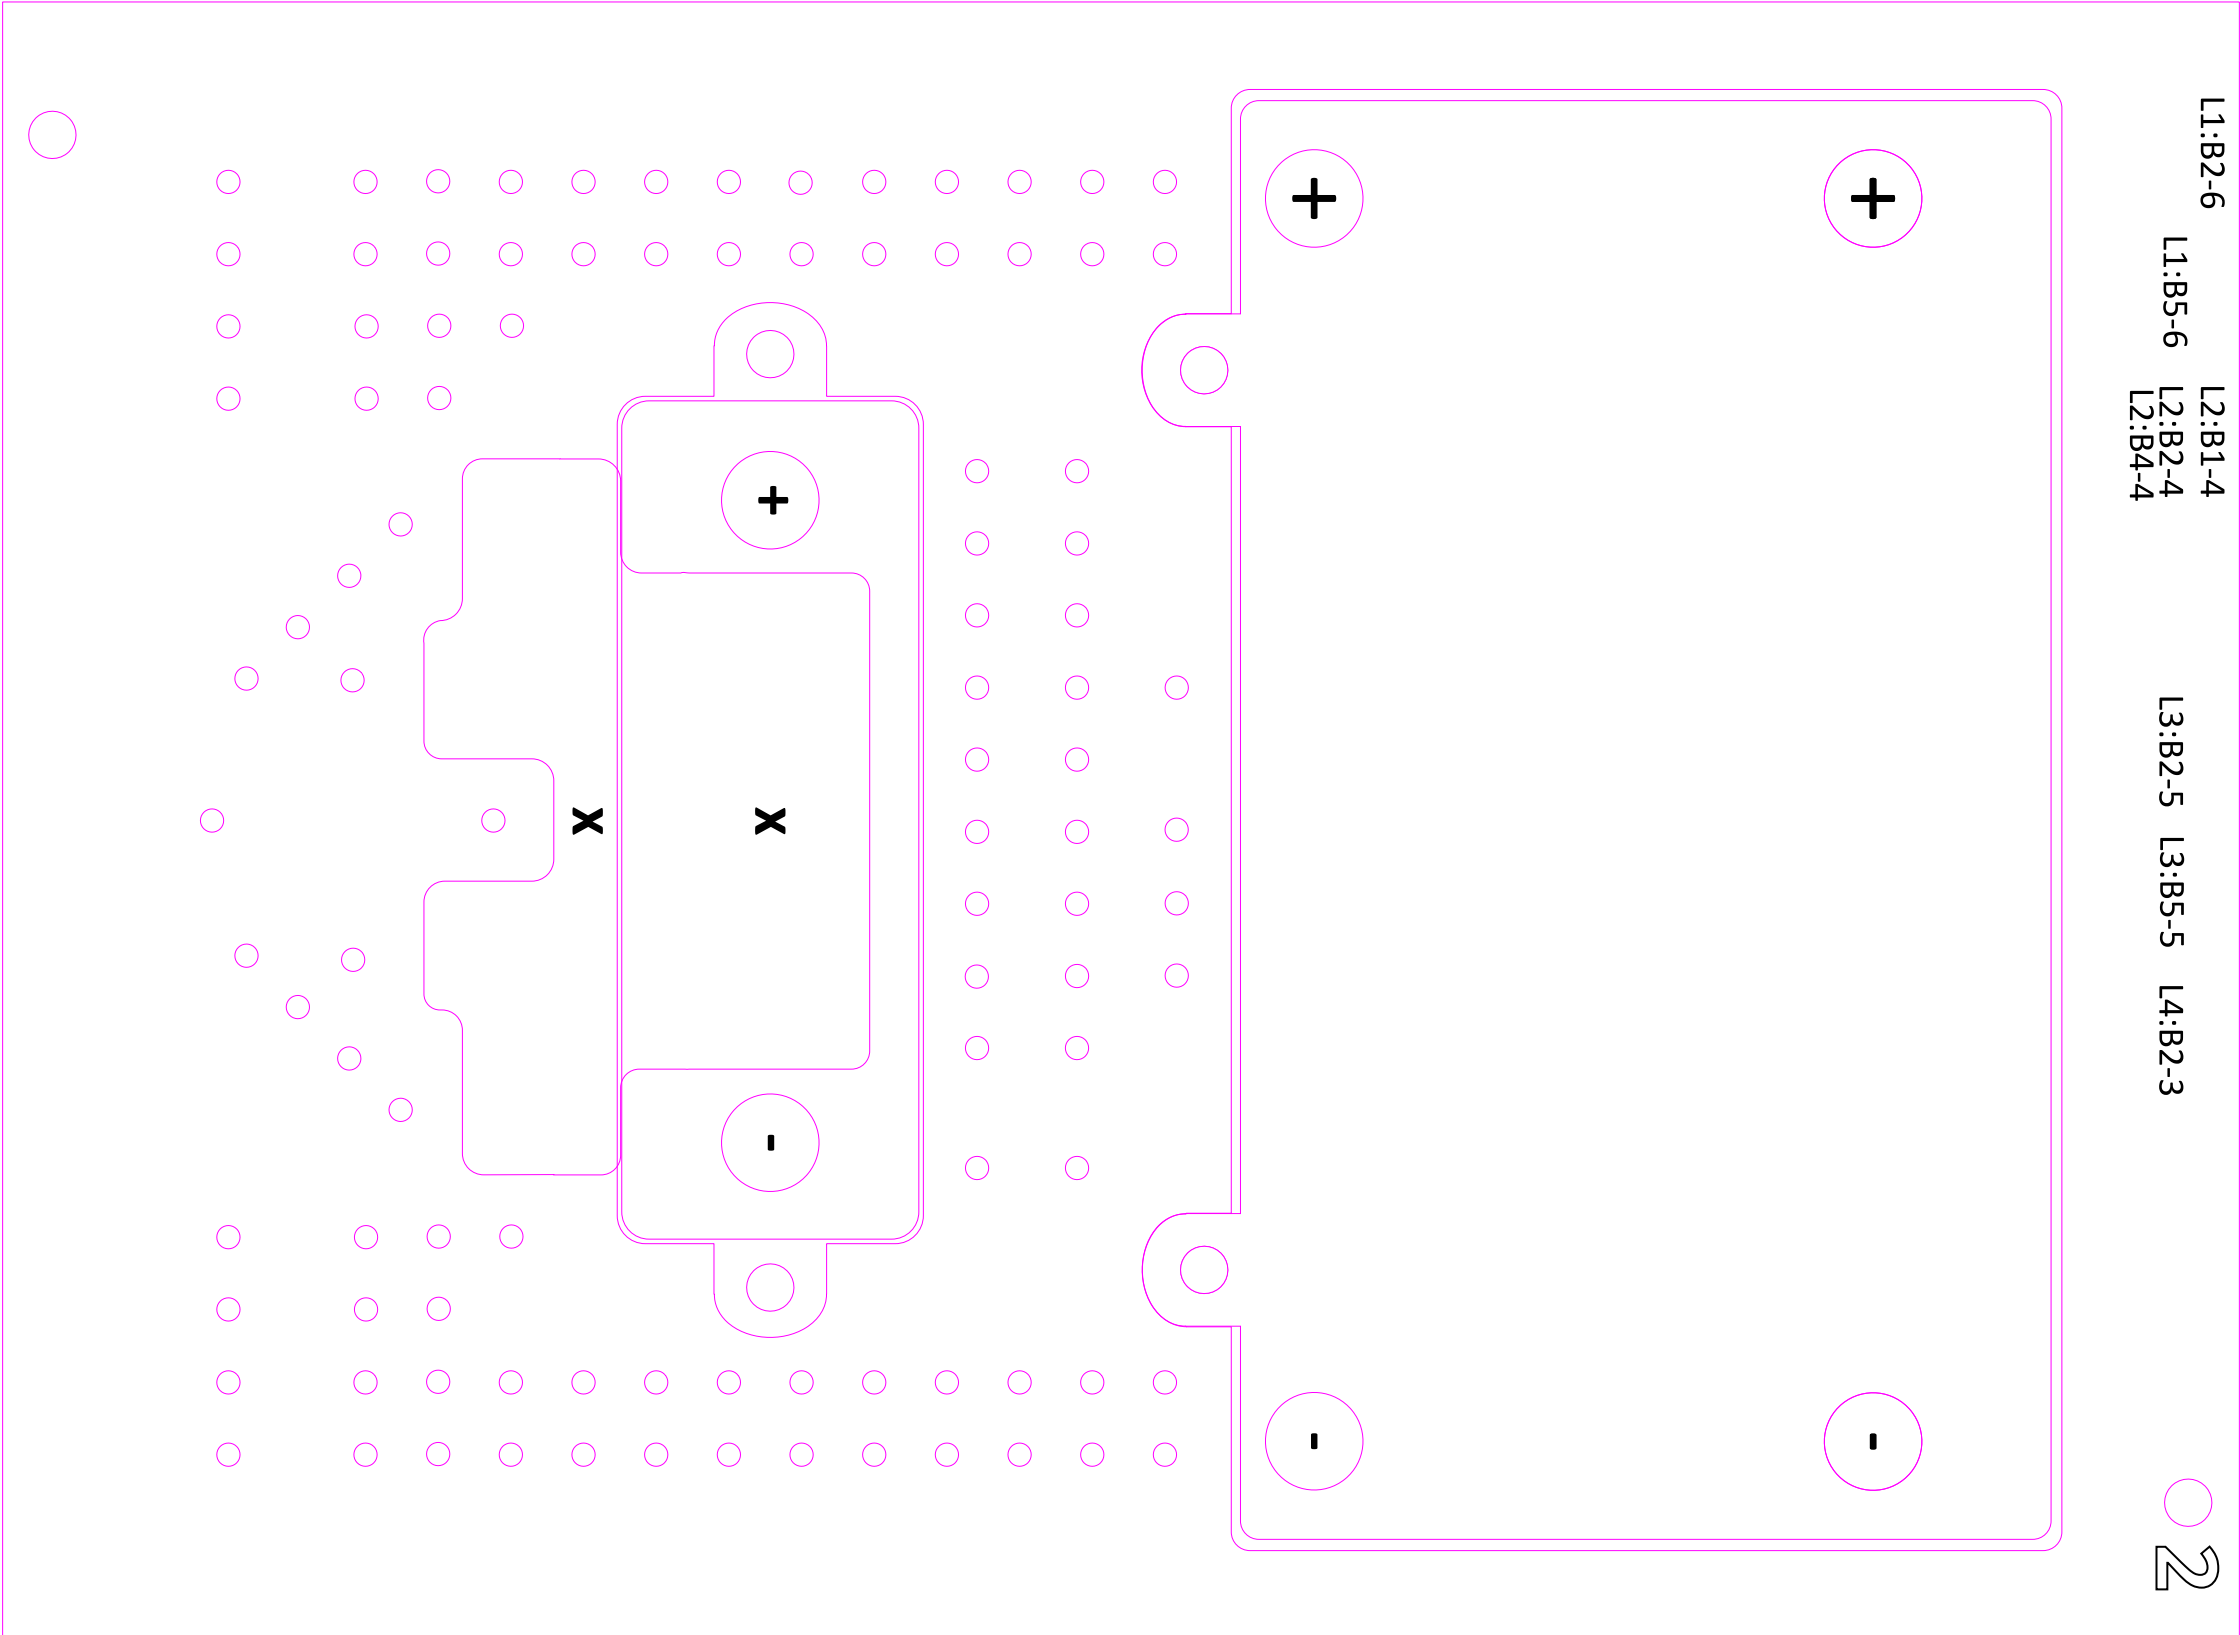 L1:B2-6
L1:B5-6
L2:B1-4
L2:B2-4
L2:B4-4
L3:B2-5
L3:B5-5
L4:B2-3
+ +
+
x x
-
- -
2